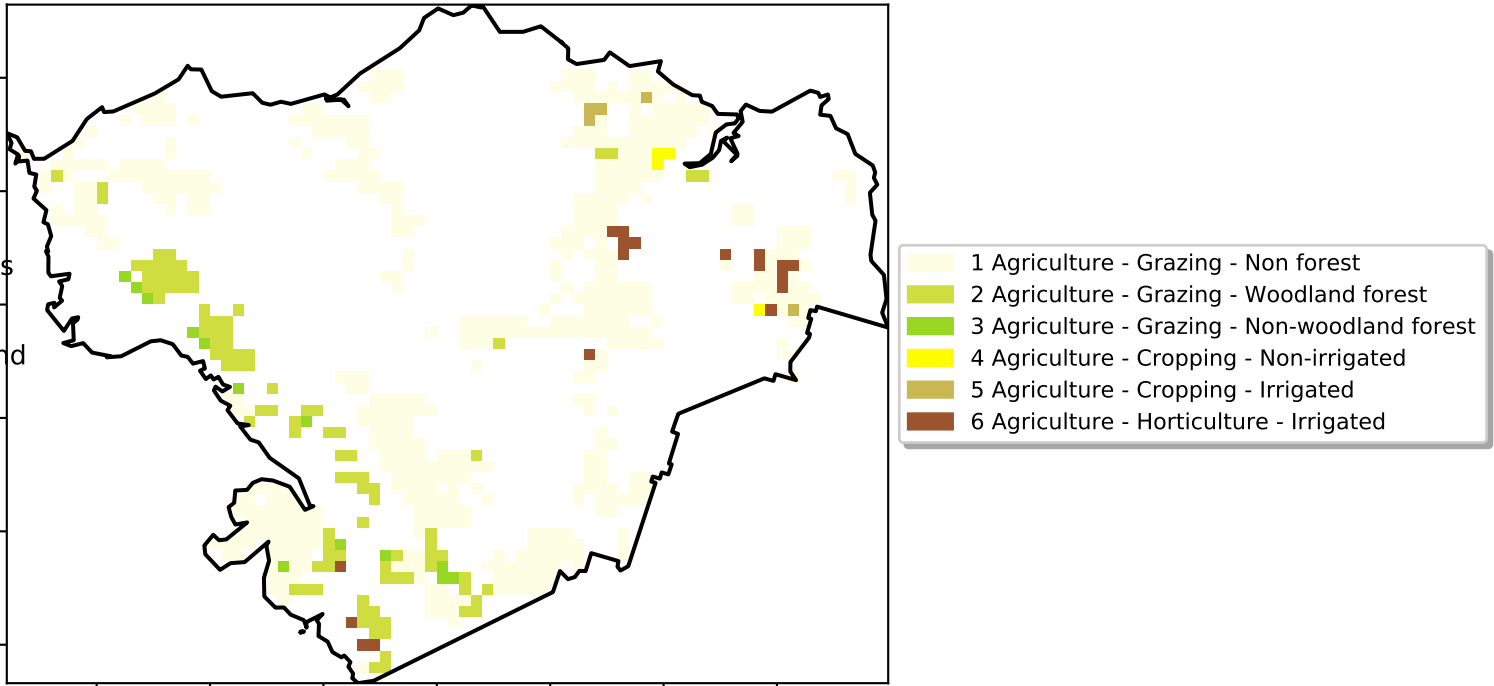 s
nd
1 Agriculture - Grazing - Non forest
2 Agriculture - Grazing - Woodland forest
3 Agriculture - Grazing - Non-woodland forest
4 Agriculture - Cropping - Non-irrigated
5 Agriculture - Cropping - Irrigated
6 Agriculture - Horticulture - Irrigated